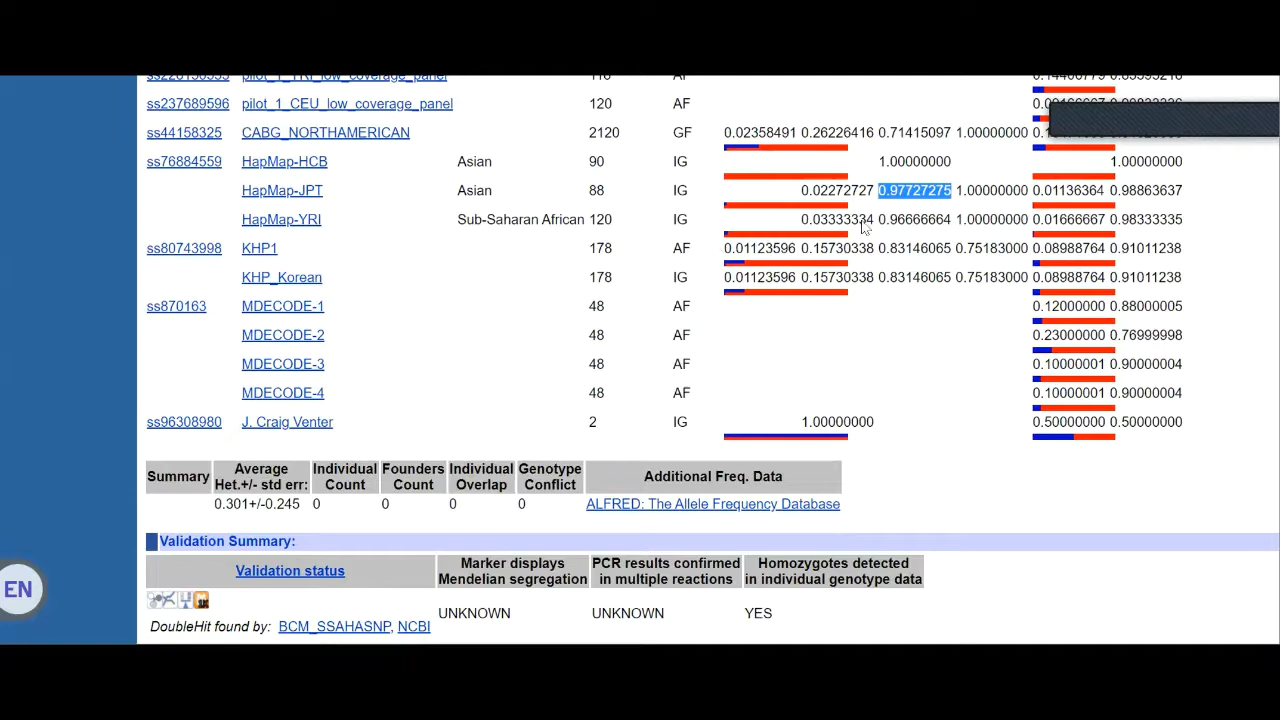 ss237689596 pilot_1_CEU_low_coverage_panel 120 AF
ss44158325 CABG_NORTHAMERICAN 2120 GF 0.02358491 0.26226416 0.71415097 1.00000000
ss76884559 HapMap-HCB Asian 90 IG 1.00000000 1.00000000
HapMap-JPT Asian 88 IG 0.02272727 0.97727275 1.00000000 0.01136364 0.98863637
HapMap-YRI Sub-Saharan African 120 IG 0.03333334 0.96666664 1.00000000 0.01666667 0.98333335
ss80743998 KHP1 178 AF 0.01123596 0.15730338 0.83146065 0.75183000 0.08988764 0.91011238
KHP_Korean 178 IG 0.01123596 0.15730338 0.83146065 0.75183000 0.08988764 0.91011238
ss870163 MDECODE-1 48 AF 0.12000000 0.88000005
MDECODE-2 48 AF 0.23000000 0.76999998
MDECODE-3 48 AF 0.10000001 0.90000004
MDECODE-4 48 AF 0.10000001 0.90000004
ss96308980 J. Craig Venter 2 IG 1.00000000 0.50000000 0.50000000
Summary Average Het.+/- std err: Individual Count Founders Count Individual Overlap Genotype Conflict Additional Freq. Data
0.301+/-0.245 0 0 0 0 ALFRED: The Allele Frequency Database
Validation Summary:
Validation status Marker displays Mendelian segregation PCR results confirmed in multiple reactions Homozygotes detected in individual genotype data
EN
UNKNOWN UNKNOWN YES
DoubleHit found by: BCM_SSAHASNP, NCBI